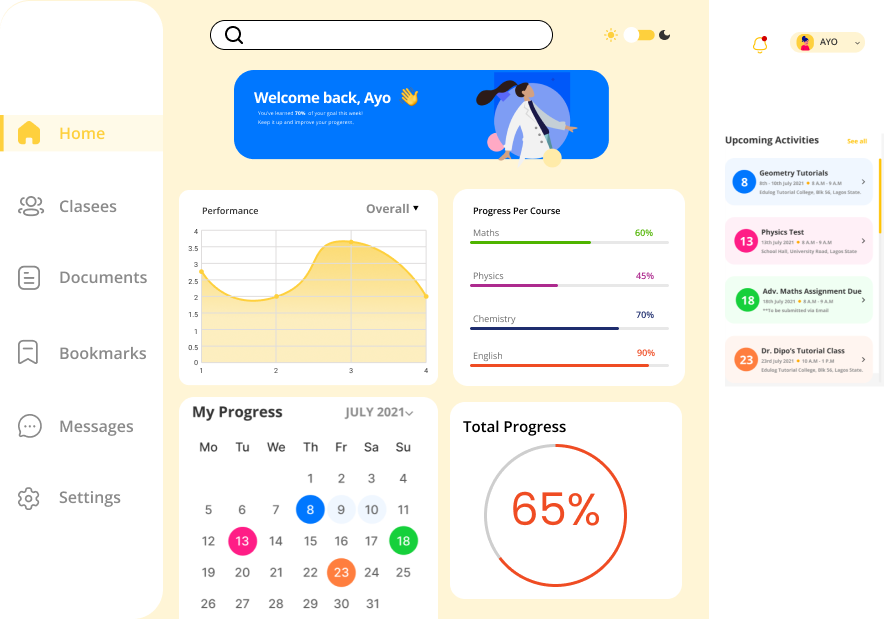 AYO
Welcome back, Ayo
You've learned 70% of your goal this week!
Keep it up and improve your progaress.
Home
Clasees
Documents
Bookmarks
Messages
Settings
Performance
Overall
4
3.5
3
2.5
2
1.5
1
0.5
0
1
2
3
4
Progress Per Course
Maths 60%
Physics 45%
Chemistry 70%
English 90%
My Progress JULY 2021
Mo Tu We Th Fr Sa Su
1 2 3 4
5 6 7 8 9 10 11
12 13 14 15 16 17 18
19 20 21 22 23 24 25
26 27 28 29 30 31
Total Progress
65%
Upcoming Activities See all
8
Geometry Tutorials
8th - 10th July 2021 8 A.M - 9 A.M
Edulag Tutorial College, Blk 56, Lagos State.
13
Physics Test
13th July 2021 8 A.M - 9 A.M
School Hall, University Road, Lagos State
18
Adv. Maths Assignment Due
18th July 2021 8 A.M - 9 A.M
**To be submitted via Email
23
Dr. Dipo's Tutorial Class
23rd July 2021 10 A.M - 1 P.M
Edulag Tutorial College, Blk 56, Lagos State.